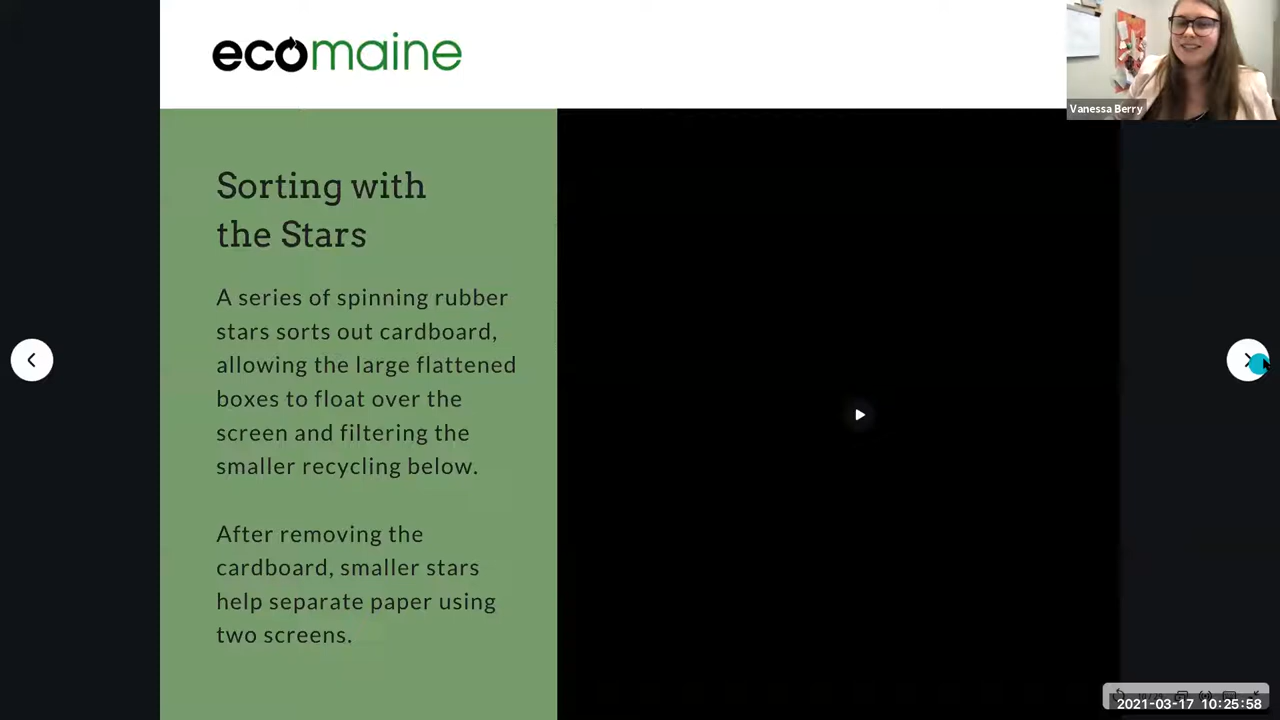 ecomaine
Vanessa Berry
Sorting with
the Stars
A series of spinning rubber
stars sorts out cardboard,
allowing the large flattened
boxes to float over the
screen and filtering the
smaller recycling below.
After removing the
cardboard, smaller stars
help separate paper using
two screens.
2021-03-17 10:25:58